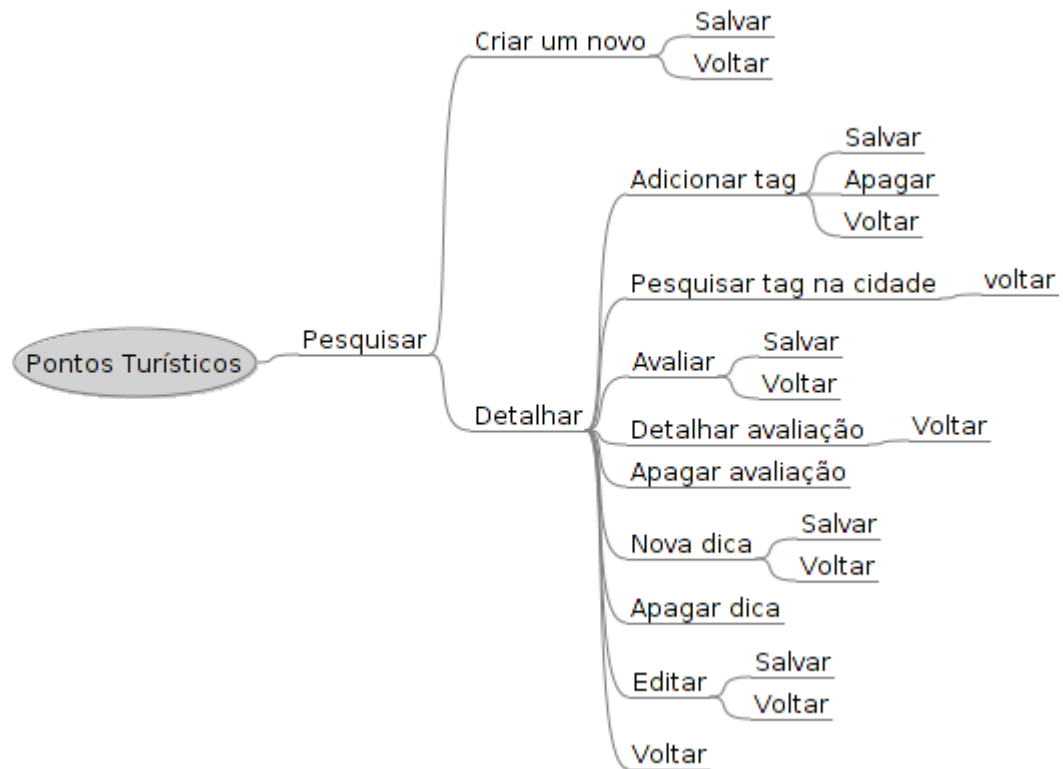 Pontos Turísticos
Pesquisar
Criar um novo
Salvar
Voltar
Detalhar
Adicionar tag
Salvar
Apagar
Voltar
Pesquisar tag na cidade
voltar
Avaliar
Salvar
Voltar
Detalhar avaliação
Voltar
Apagar avaliação
Nova dica
Salvar
Voltar
Apagar dica
Editar
Salvar
Voltar
Voltar